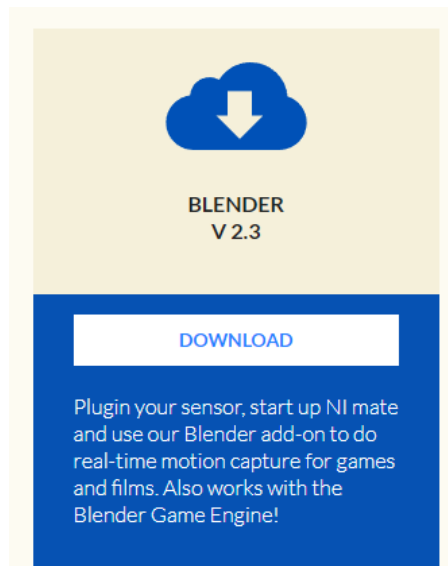 BLENDER
V 2.3
DOWNLOAD
Plugin your sensor, start up NI mate
and use our Blender add-on to do
real-time motion capture for games
and films. Also works with the
Blender Game Engine!